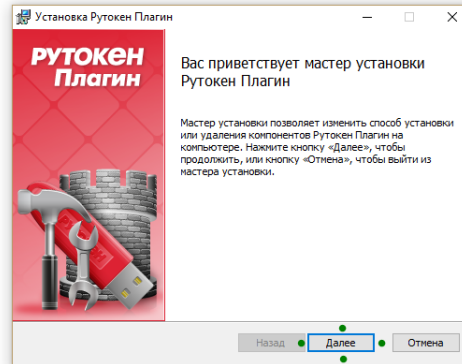 Установка Рутокен Плагин
РУТОКЕН
Плагин
Вас приветствует мастер установки
Рутокен Плагин
Мастер установки позволяет изменить способ установки
или удаления компонентов Рутокен Плагин на
компьютере. Нажмите кнопку «Далее», чтобы
продолжить, или кнопку «Отмена», чтобы выйти из
мастера установки.
Назад Далее Отмена